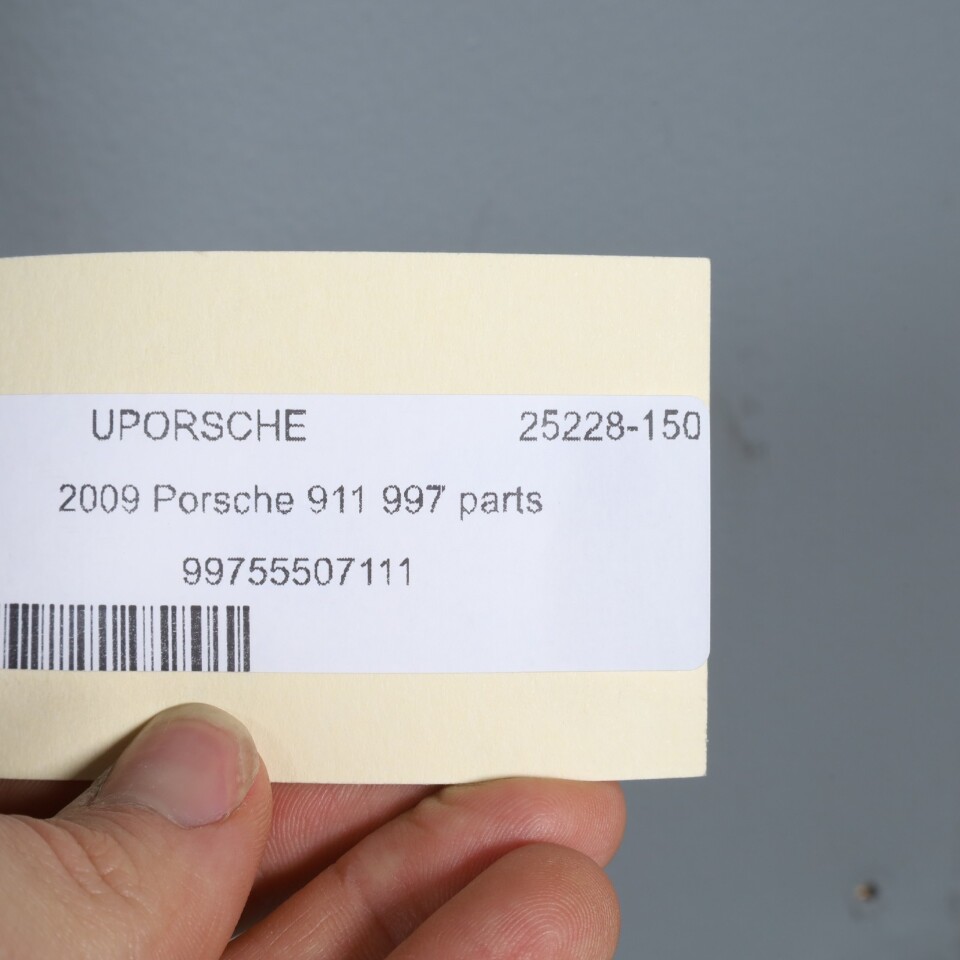 UPORSCHE 25228-150
2009 Porsche 911 997 parts
99755507111